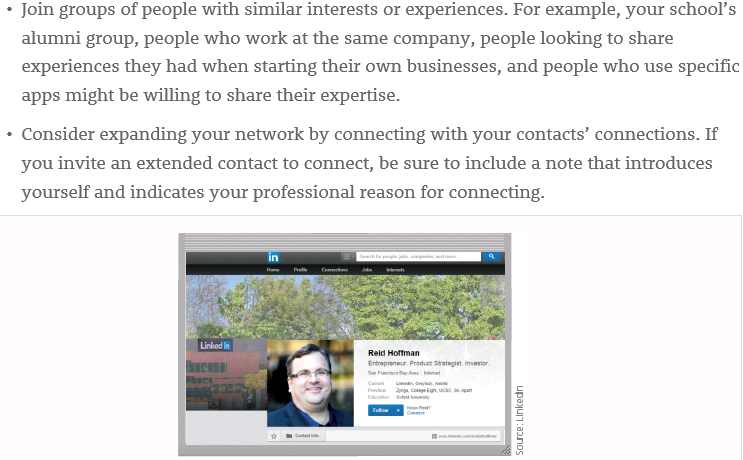 • Join groups of people with similar interests or experiences. For example, your school's
alumni group, people who work at the same company, people looking to share
experiences they had when starting their own businesses, and people who use specific
apps might be willing to share their expertise.
• Consider expanding your network by connecting with your contacts' connections. If
you invite an extended contact to connect, be sure to include a note that introduces
yourself and indicates your professional reason for connecting.
in
Search for people, jobs, companies, and more...
Home Profile Connections Jobs Interests
Linked in
Reid Hoffman
Entrepreneur. Product Strategist. Investor.
San Francisco Bay Area | Internet
Current LinkedIn, Greylock, Airbnb
Previous Zynga, College Eight, UCSC, Six Apart
Education Oxford University
Follow
Know Reid?
Connect
Contact Info
www.linkedin.com/in/reidhoffman
Source: LinkedIn